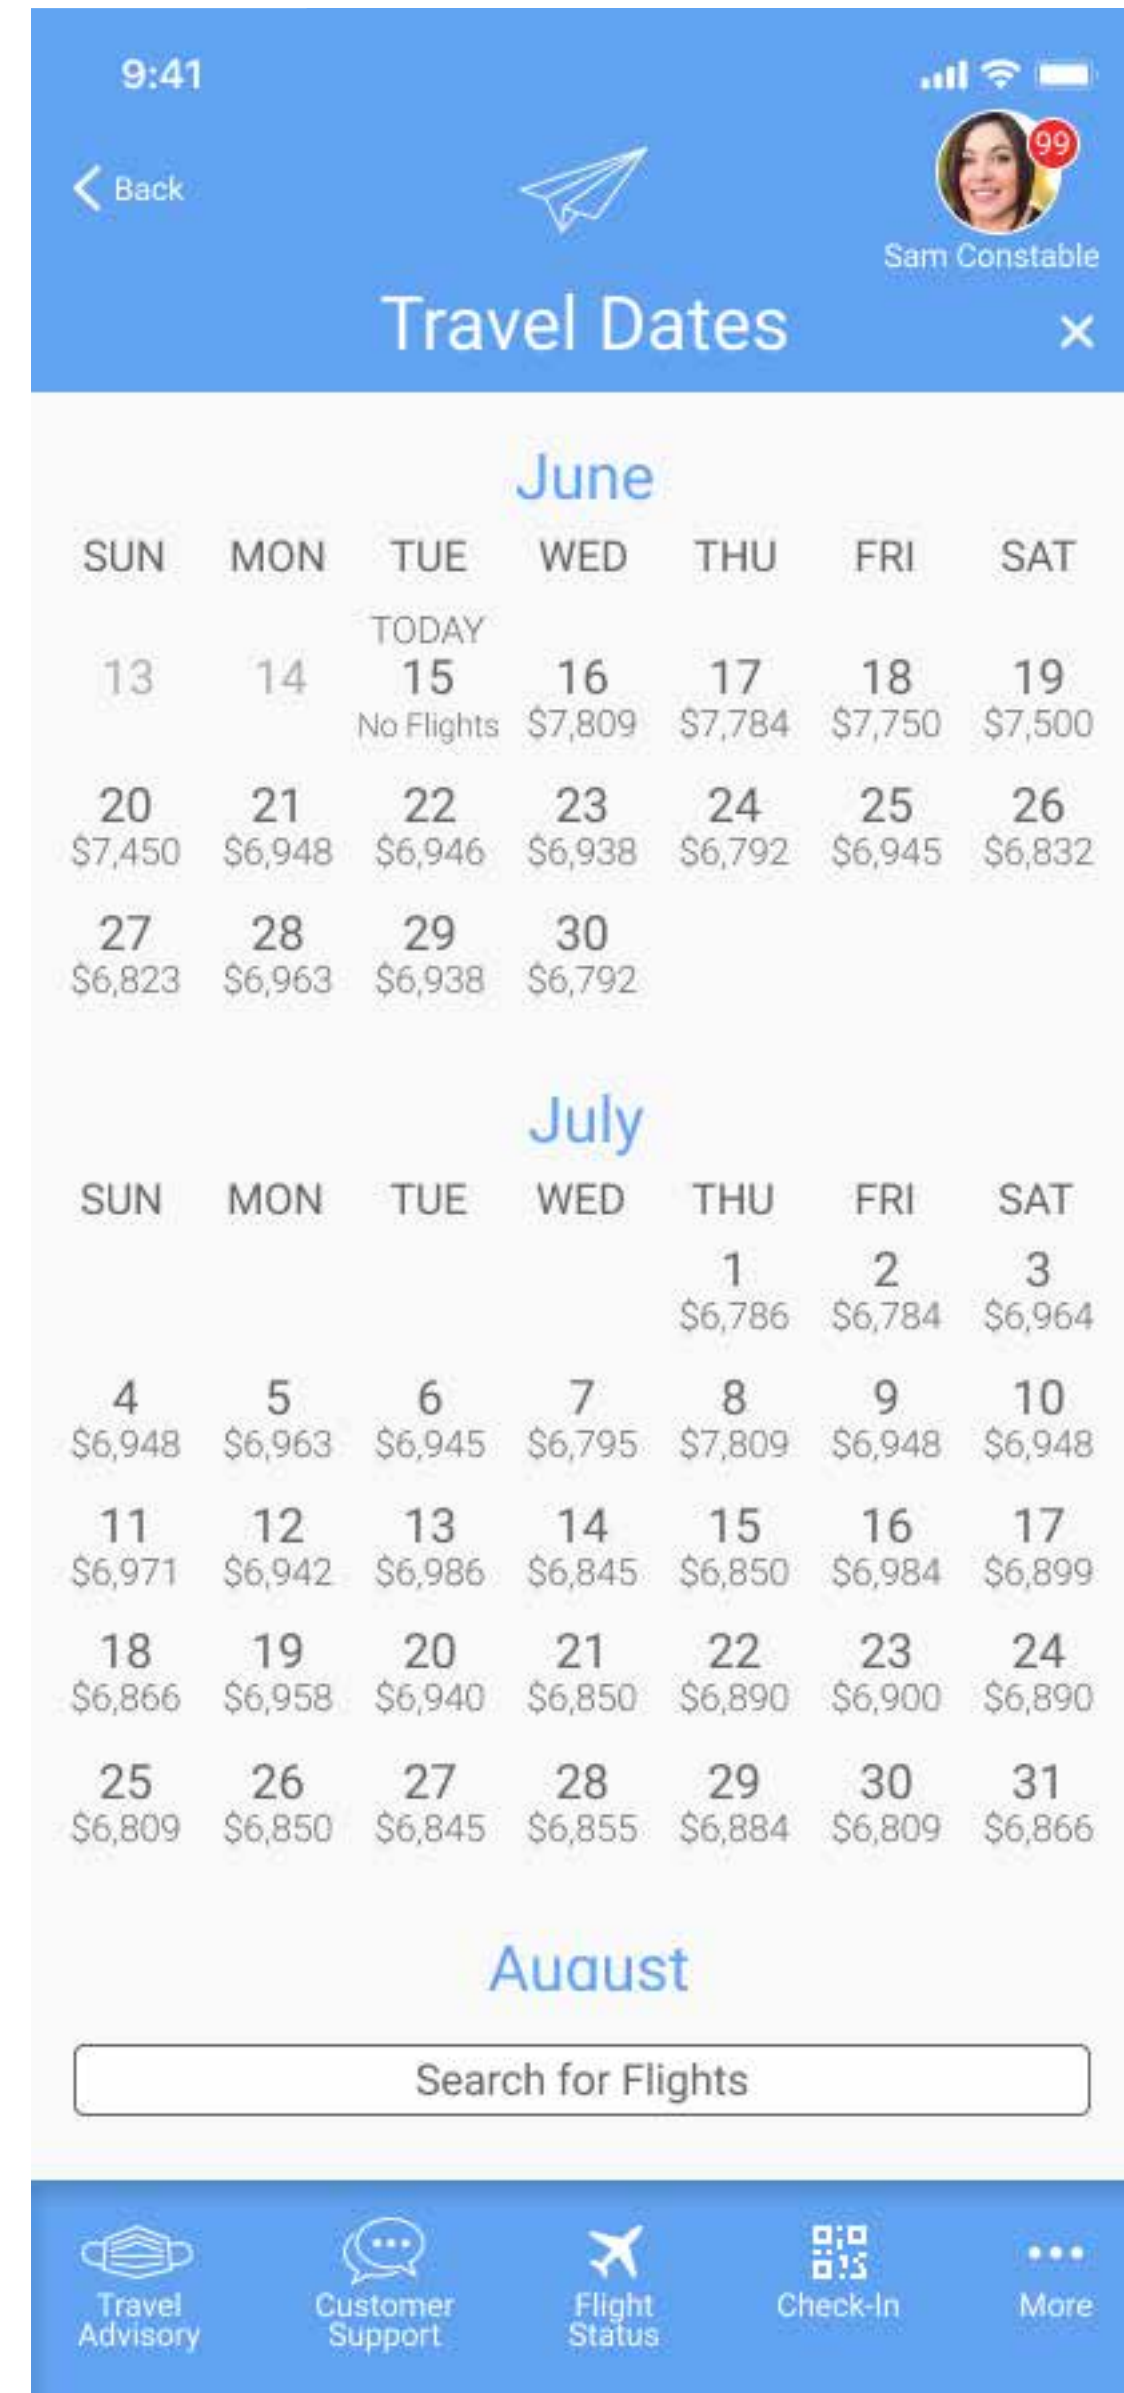 9:41
99
Back
Sam Constable
Travel Dates
June
SUN MON TUE WED THU FRI SAT
TODAY
13 14 15 16 17 18 19
No Flights $7,809 $7,784 $7,750 $7,500
20 21 22 23 24 25 26
$7,450 $6,948 $6,946 $6,938 $6,792 $6,945 $6,832
27 28 29 30
$6,823 $6,963 $6,938 $6,792
July
SUN MON TUE WED THU FRI SAT
1 2 3
$6,786 $6,784 $6,964
4 5 6 7 8 9 10
$6,948 $6,963 $6,945 $6,795 $7,809 $6,948 $6,948
11 12 13 14 15 16 17
$6,971 $6,942 $6,986 $6,845 $6,850 $6,984 $6,899
18 19 20 21 22 23 24
$6,866 $6,958 $6,940 $6,850 $6,890 $6,900 $6,890
25 26 27 28 29 30 31
$6,809 $6,850 $6,845 $6,855 $6,884 $6,809 $6,866
August
Search for Flights
Travel Customer Flight Check-In More
Advisory Support Status